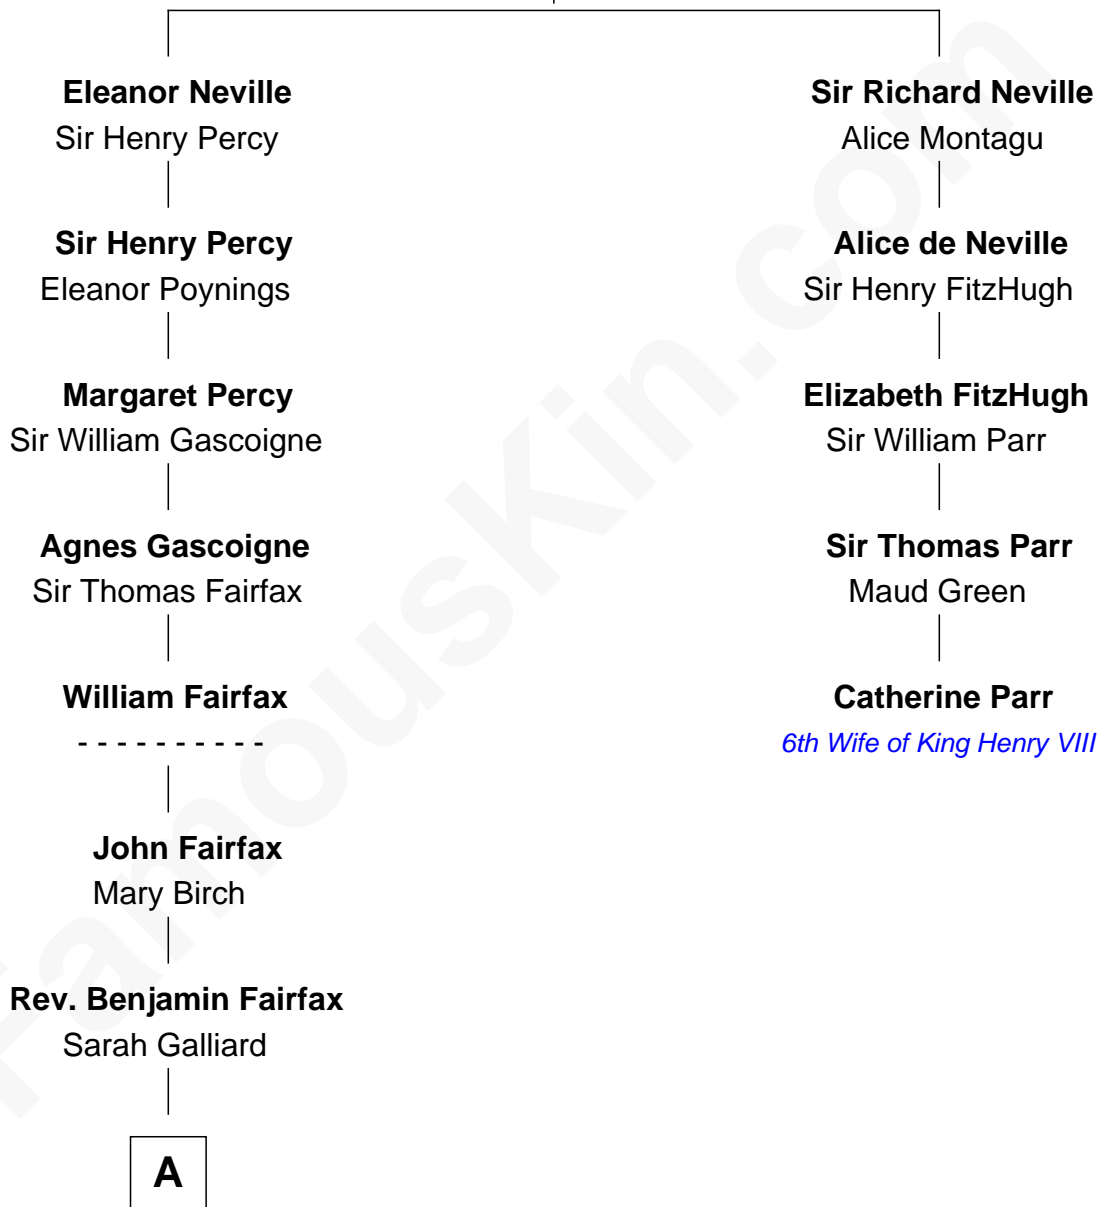 Eleanor Neville
Sir Henry Percy
Sir Richard Neville
Alice Montagu
Sir Henry Percy
Eleanor Poynings
Alice de Neville
Sir Henry FitzHugh
Margaret Percy
Sir William Gascoigne
Elizabeth FitzHugh
Sir William Parr
Agnes Gascoigne
Sir Thomas Fairfax
Sir Thomas Parr
Maud Green
William Fairfax
- - - - - - - - - -
Catherine Parr
6th Wife of King Henry VIII
John Fairfax
Mary Birch
Rev. Benjamin Fairfax
Sarah Galliard
A
FamousKin.com